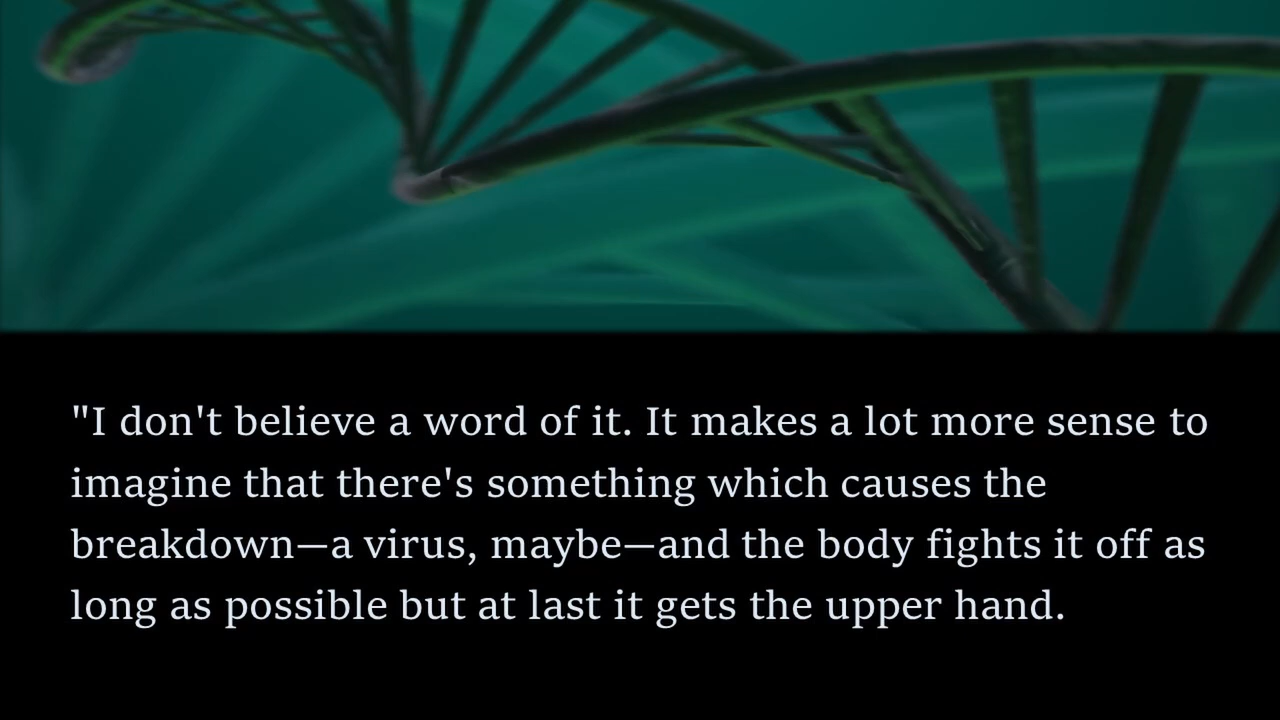 "I don't believe a word of it. It makes a lot more sense to
imagine that there's something which causes the
breakdown—a virus, maybe—and the body fights it off as
long as possible but at last it gets the upper hand.